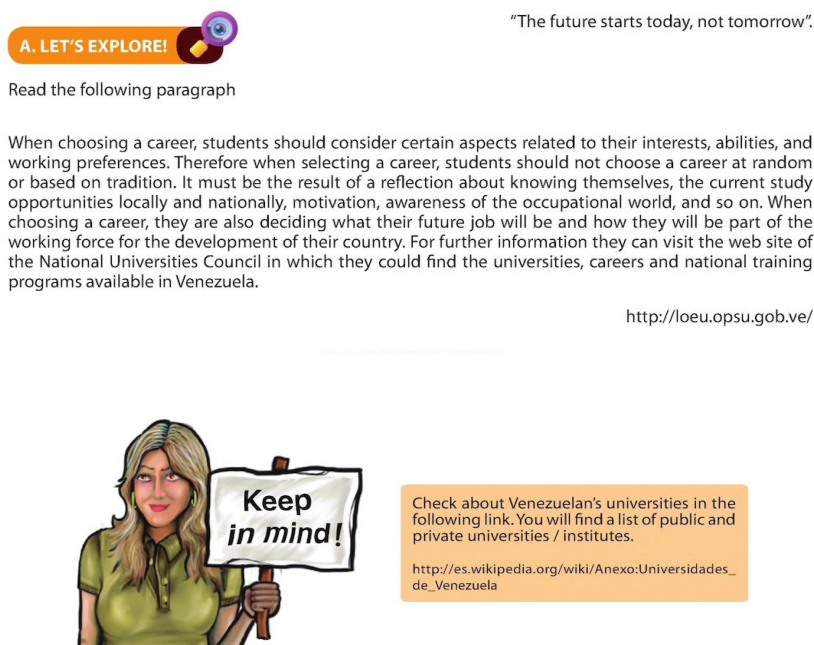 “The future starts today, not tomorrow”.
A. LET’S EXPLORE!
Read the following paragraph
When choosing a career, students should consider certain aspects related to their interests, abilities, and
working preferences. Therefore when selecting a career, students should not choose a career at random
or based on tradition. It must be the result of a reflection about knowing themselves, the current study
opportunities locally and nationally, motivation, awareness of the occupational world, and so on. When
choosing a career, they are also deciding what their future job will be and how they will be part of the
working force for the development of their country. For further information they can visit the web site of
the National Universities Council in which they could find the universities, careers and national training
programs available in Venezuela.
http://loeu.opsu.gob.ve/
Keep
in mind!
Check about Venezuelan’s universities in the
following link. You will find a list of public and
private universities / institutes.
http://es.wikipedia.org/wiki/Anexo:Universidades_
de_Venezuela